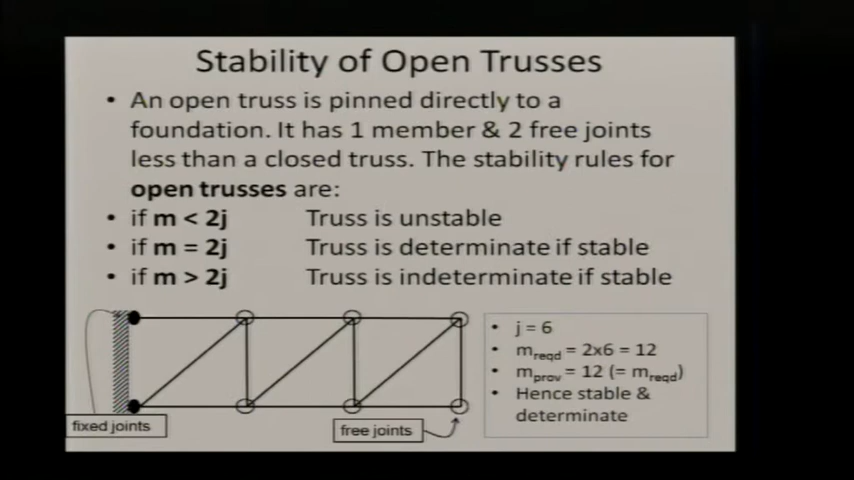 Stability of Open Trusses
• An open truss is pinned directly to a
foundation. It has 1 member & 2 free joints
less than a closed truss. The stability rules for
open trusses are:
• if m < 2j Truss is unstable
• if m = 2j Truss is determinate if stable
• if m > 2j Truss is indeterminate if stable
• j = 6
• mreqd = 2x6 = 12
• mprov = 12 (= mreqd)
• Hence stable &
determinate
fixed joints
free joints